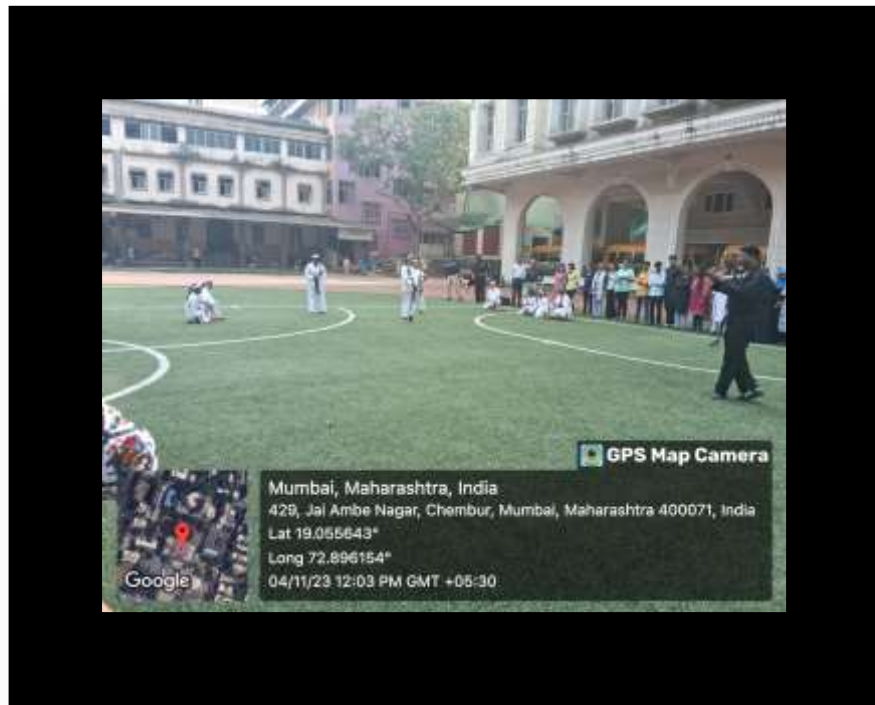 GPS Map Camera
Mumbai, Maharashtra, India
429, Jai Ambe Nagar, Chembur, Mumbai, Maharashtra 400071, India
Lat 19.055643°
Long 72.896154°
04/11/23 12:03 PM GMT +05:30
Google